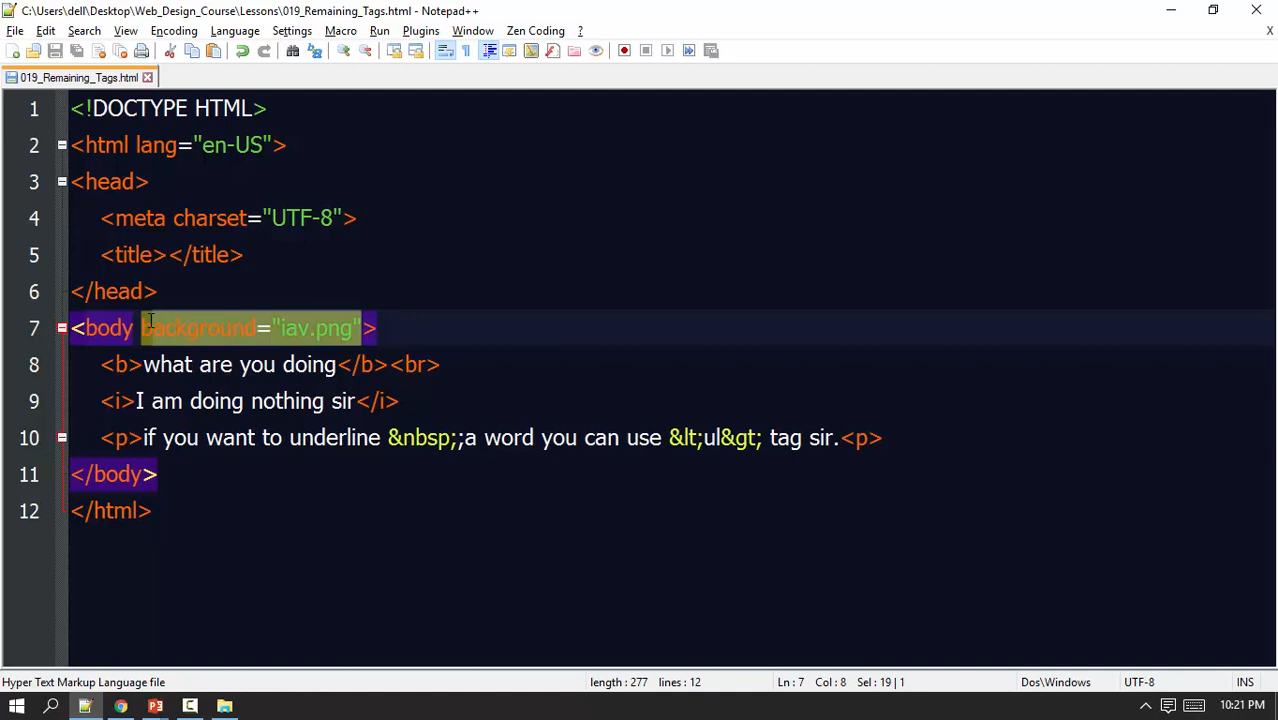 C:\Users\dell\Desktop\Web_Design_Course\Lessons\019_Remaining_Tags.html - Notepad++
File Edit Search View Encoding Language Settings Macro Run Plugins Window Zen Coding ? X
019_Remaining_Tags.html
1 <!DOCTYPE HTML>
2 <html lang="en-US">
3 <head>
4 <meta charset="UTF-8">
5 <title></title>
6 </head>
7 <body background="iav.png">
8 <b>what are you doing</b><br>
9 <i>I am doing nothing sir</i>
10 <p>if you want to underline &nbsp;;a word you can use &lt;ul&gt; tag sir.<p>
11 </body>
12 </html>
Hyper Text Markup Language file length : 277 lines : 12 Ln : 7 Col : 8 Sel : 19 | 1 Dos\Windows UTF-8 INS
10:21 PM